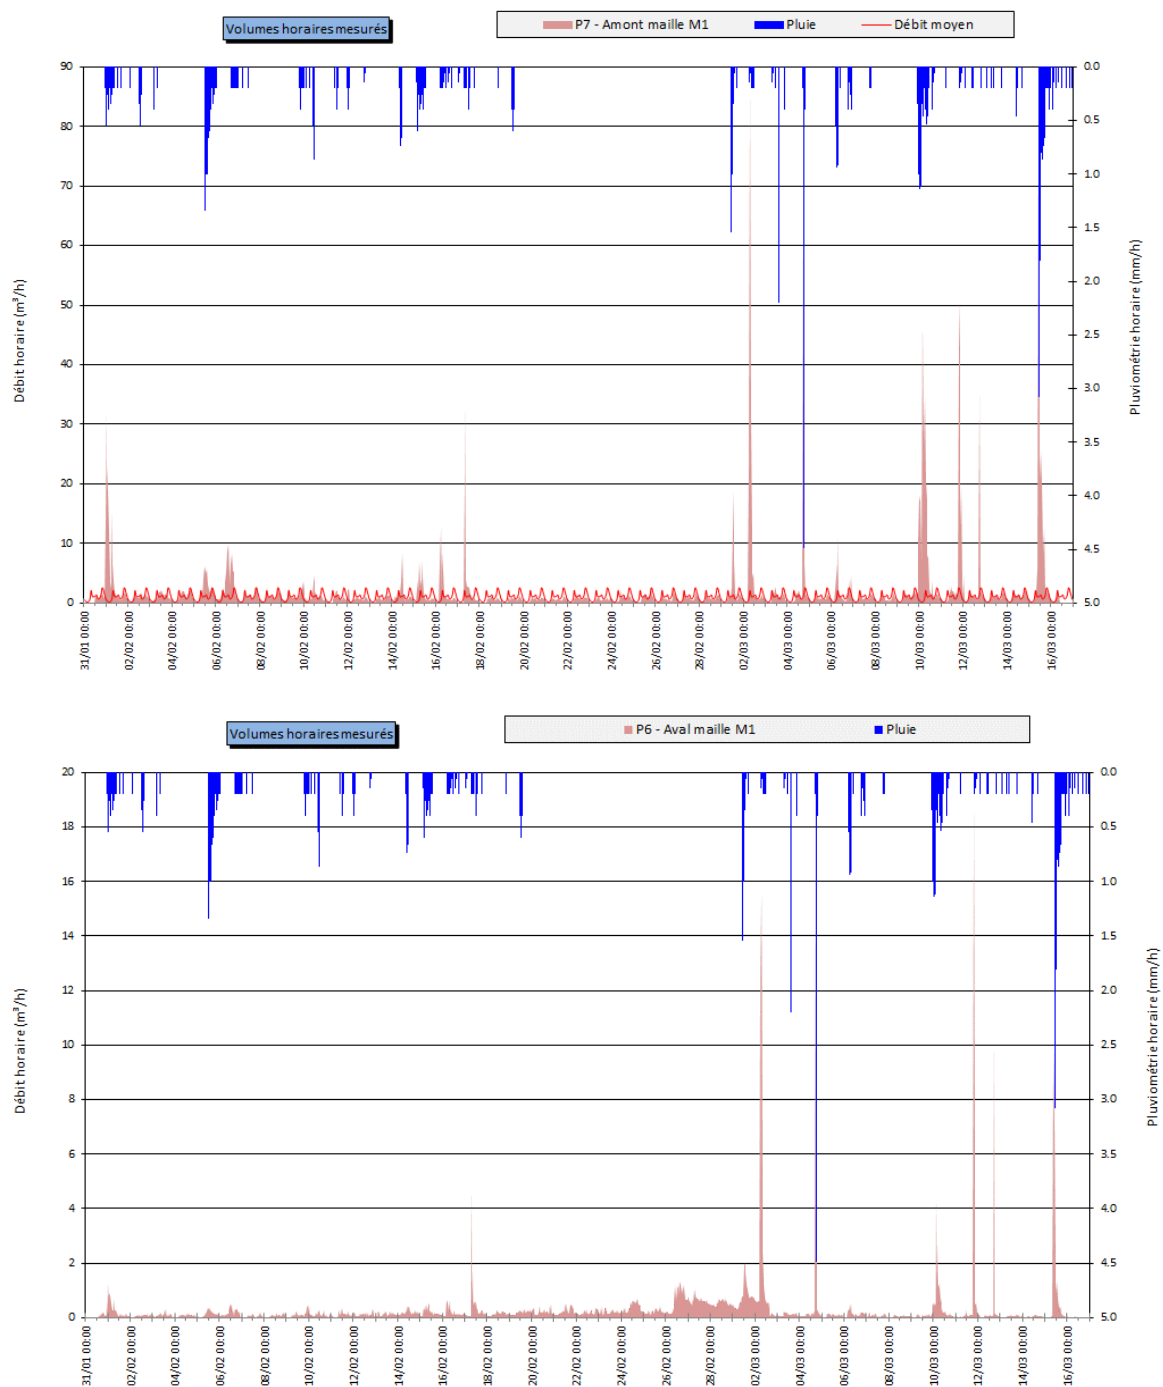 Volumes horaires mesurés
P7 - Amont maille M1 Pluie Débit moyen
90 0.0
80 0.5
70 1.0
60 1.5
50 2.0
40 2.5
30 3.0
20 3.5
10 4.0
0 4.5
5.0
Débit horaire (m³/h)
Pluviométrie horaire (mm/h)
31/01 00:00 02/02 00:00 04/02 00:00 06/02 00:00 08/02 00:00 10/02 00:00 12/02 00:00 14/02 00:00 16/02 00:00 18/02 00:00 20/02 00:00 22/02 00:00 24/02 00:00 26/02 00:00 28/02 00:00 02/03 00:00 04/03 00:00 06/03 00:00 08/03 00:00 10/03 00:00 12/03 00:00 14/03 00:00 16/03 00:00
Volumes horaires mesurés
P6 - Aval maille M1 Pluie
20 0.0
18 0.5
16 1.0
14 1.5
12 2.0
10 2.5
8 3.0
6 3.5
4 4.0
2 4.5
0 5.0
Débit horaire (m³/h)
Pluviométrie horaire (mm/h)
31/01 00:00 02/02 00:00 04/02 00:00 06/02 00:00 08/02 00:00 10/02 00:00 12/02 00:00 14/02 00:00 16/02 00:00 18/02 00:00 20/02 00:00 22/02 00:00 24/02 00:00 26/02 00:00 28/02 00:00 02/03 00:00 04/03 00:00 06/03 00:00 08/03 00:00 10/03 00:00 12/03 00:00 14/03 00:00 16/03 00:00